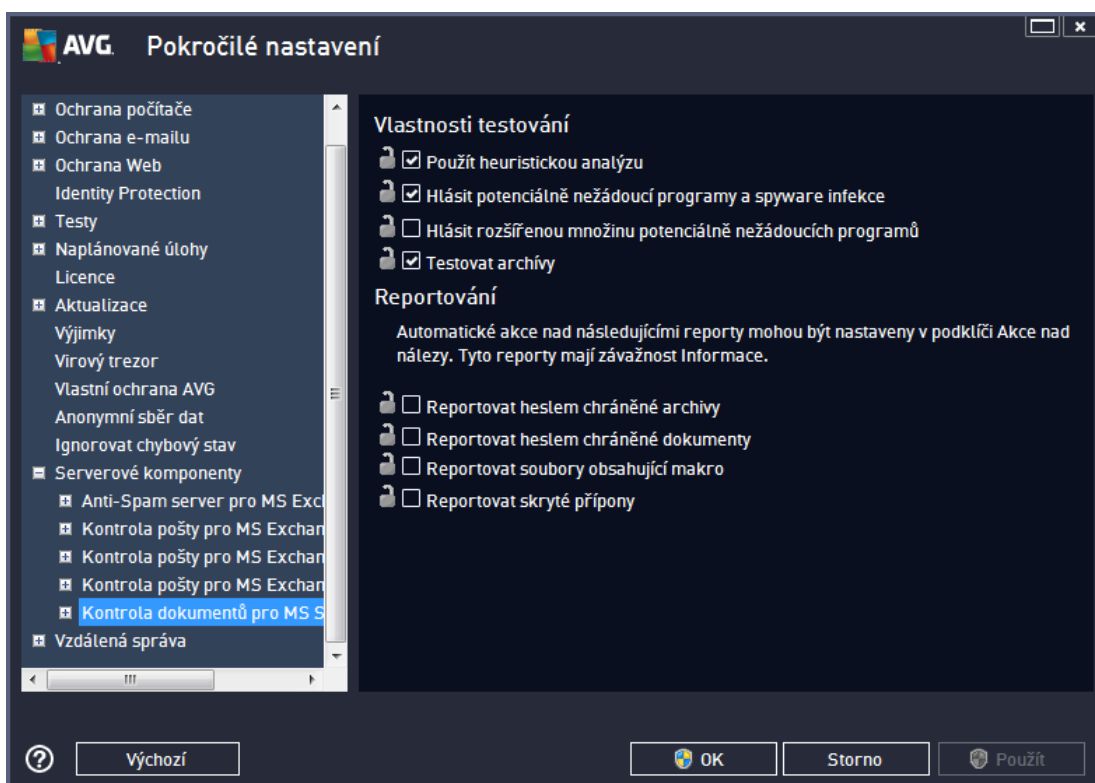 AVG. Pokročilé nastavení
Ochrana počítače
Ochrana e-mailu
Ochrana Web
Identity Protection
Testy
Naplánované úlohy
Licence
Aktualizace
Výjimky
Virový trezor
Vlastní ochrana AVG
Anonymní sběr dat
Ignorovat chybový stav
Serverové komponenty
Anti-Spam server pro MS Excl
Kontrola pošty pro MS Exchan
Kontrola pošty pro MS Exchan
Kontrola pošty pro MS Exchan
Kontrola dokumentů pro MS S
Vzdálená správa
Vlastnosti testování
Použít heuristickou analýzu
Hlásit potenciálně nežádoucí programy a spyware infekce
Hlásit rozšířenou množinu potenciálně nežádoucích programů
Testovat archívy
Reportování
Automatické akce nad následujícími reporty mohou být nastaveny v podklíči Akce nad
nálezy. Tyto reporty mají závažnost Informace.
Reportovat heslem chráněné archivy
Reportovat heslem chráněné dokumenty
Reportovat soubory obsahující makro
Reportovat skryté přípony
Výchozí
OK
Storno
Použít